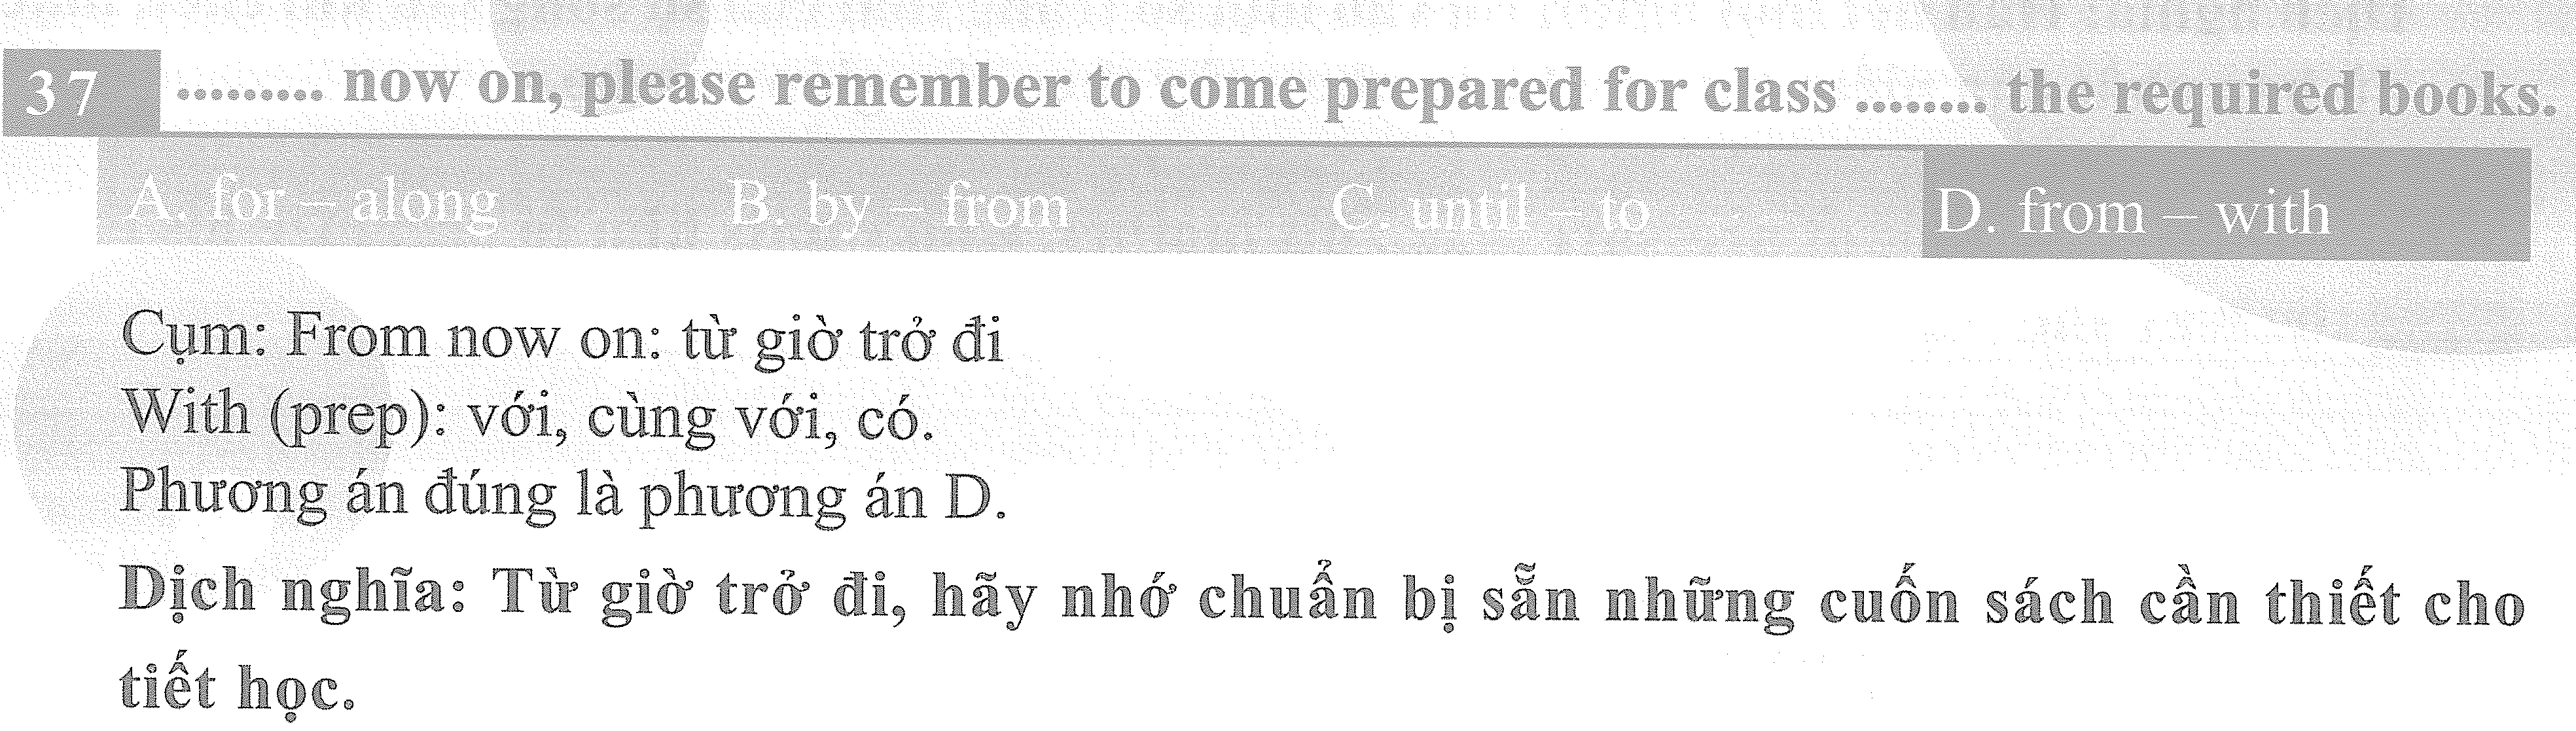 37 ......... now on, please remember to come prepared for class ........ the required books.
A. for – along B. by – from C. until – to D. from – with
Cụm: From now on: từ giờ trở đi
With (prep): với, cùng với, có.
Phương án đúng là phương án D.
Dịch nghĩa: Từ giờ trở đi, hãy nhớ chuẩn bị sẵn những cuốn sách cần thiết cho
tiết học.